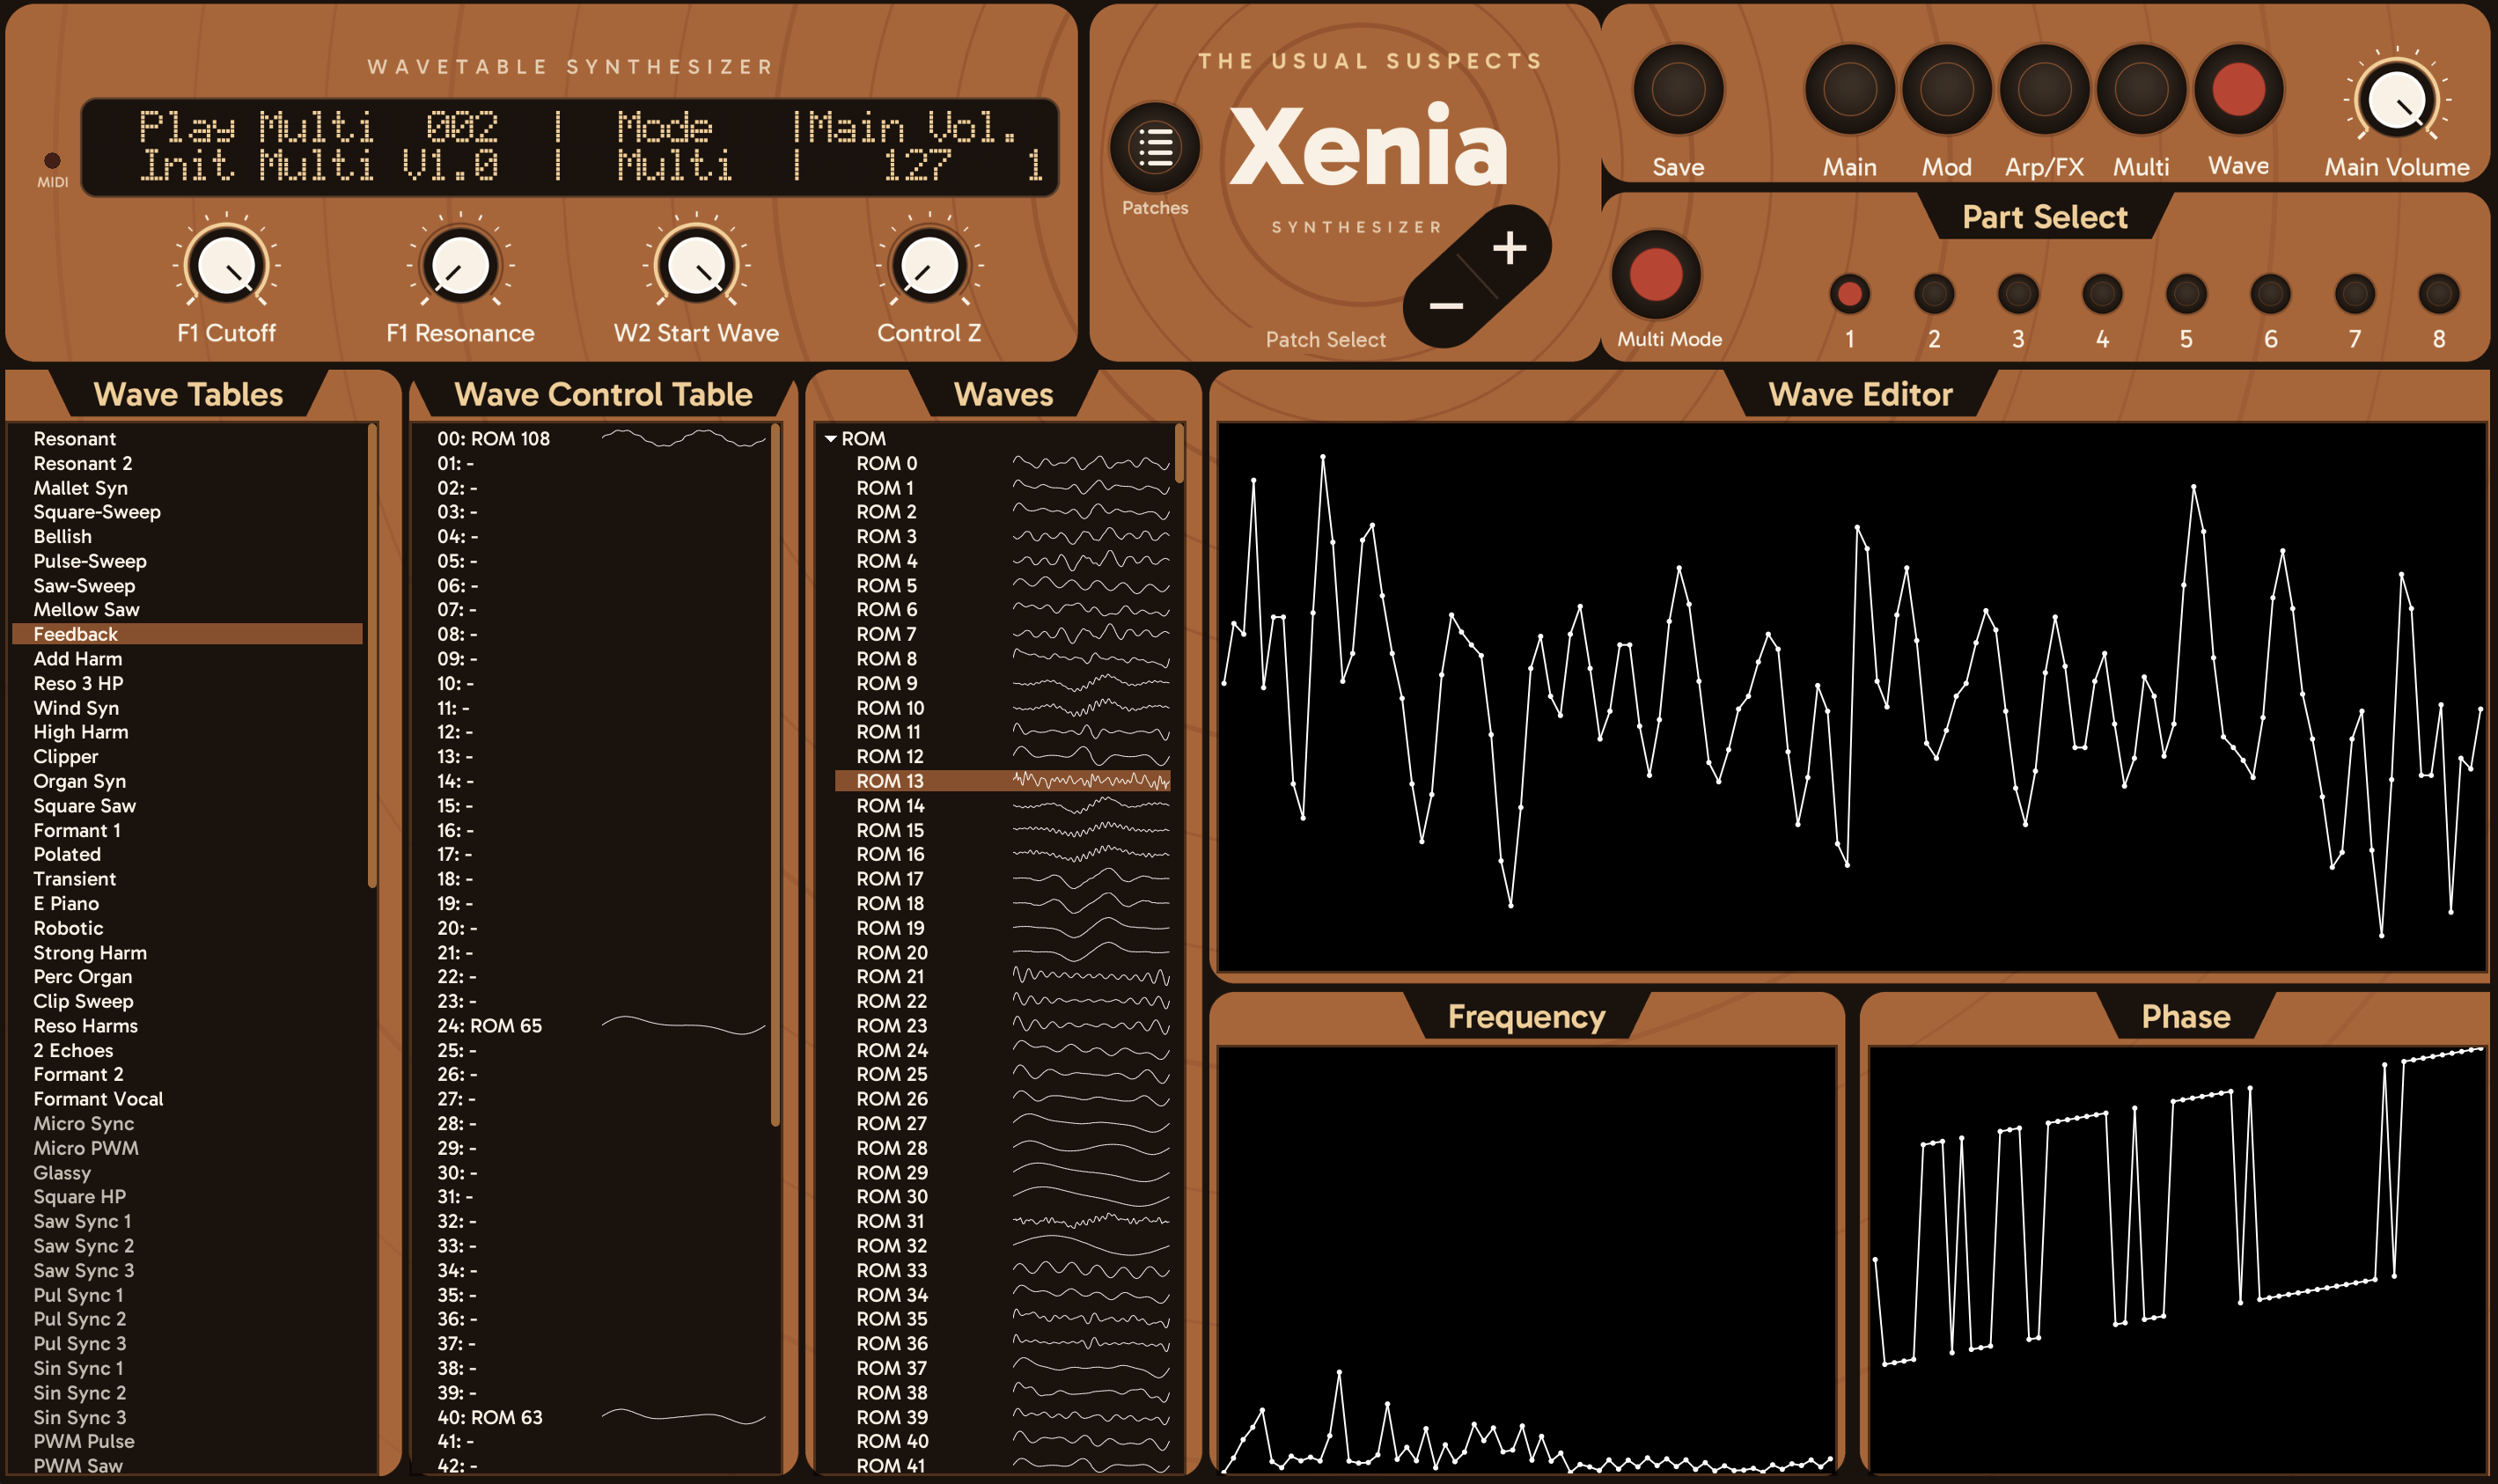 WAVETABLE SYNTHESIZER
Play Multi 002 | Mode |Main Vol.
Init Multi V1.0 | Multi | 127 1
MIDI
F1 Cutoff
F1 Resonance
W2 Start Wave
Control Z
THE USUAL SUSPECTS
Xenia
SYNTHESIZER
Patches
Patch Select
+
−
Save
Main
Mod
Arp/FX
Multi
Wave
Main Volume
Part Select
Multi Mode
1
2
3
4
5
6
7
8
Wave Tables
Resonant
Resonant 2
Mallet Syn
Square-Sweep
Bellish
Pulse-Sweep
Saw-Sweep
Mellow Saw
Feedback
Add Harm
Reso 3 HP
Wind Syn
High Harm
Clipper
Organ Syn
Square Saw
Formant 1
Polated
Transient
E Piano
Robotic
Strong Harm
Perc Organ
Clip Sweep
Reso Harms
2 Echoes
Formant 2
Formant Vocal
Micro Sync
Micro PWM
Glassy
Square HP
Saw Sync 1
Saw Sync 2
Saw Sync 3
Pul Sync 1
Pul Sync 2
Pul Sync 3
Sin Sync 1
Sin Sync 2
Sin Sync 3
PWM Pulse
PWM Saw
Wave Control Table
00: ROM 108
01: -
02: -
03: -
04: -
05: -
06: -
07: -
08: -
09: -
10: -
11: -
12: -
13: -
14: -
15: -
16: -
17: -
18: -
19: -
20: -
21: -
22: -
23: -
24: ROM 65
25: -
26: -
27: -
28: -
29: -
30: -
31: -
32: -
33: -
34: -
35: -
36: -
37: -
38: -
39: -
40: ROM 63
41: -
42: -
Waves
ROM
ROM 0
ROM 1
ROM 2
ROM 3
ROM 4
ROM 5
ROM 6
ROM 7
ROM 8
ROM 9
ROM 10
ROM 11
ROM 12
ROM 13
ROM 14
ROM 15
ROM 16
ROM 17
ROM 18
ROM 19
ROM 20
ROM 21
ROM 22
ROM 23
ROM 24
ROM 25
ROM 26
ROM 27
ROM 28
ROM 29
ROM 30
ROM 31
ROM 32
ROM 33
ROM 34
ROM 35
ROM 36
ROM 37
ROM 38
ROM 39
ROM 40
ROM 41
Wave Editor
Frequency
Phase